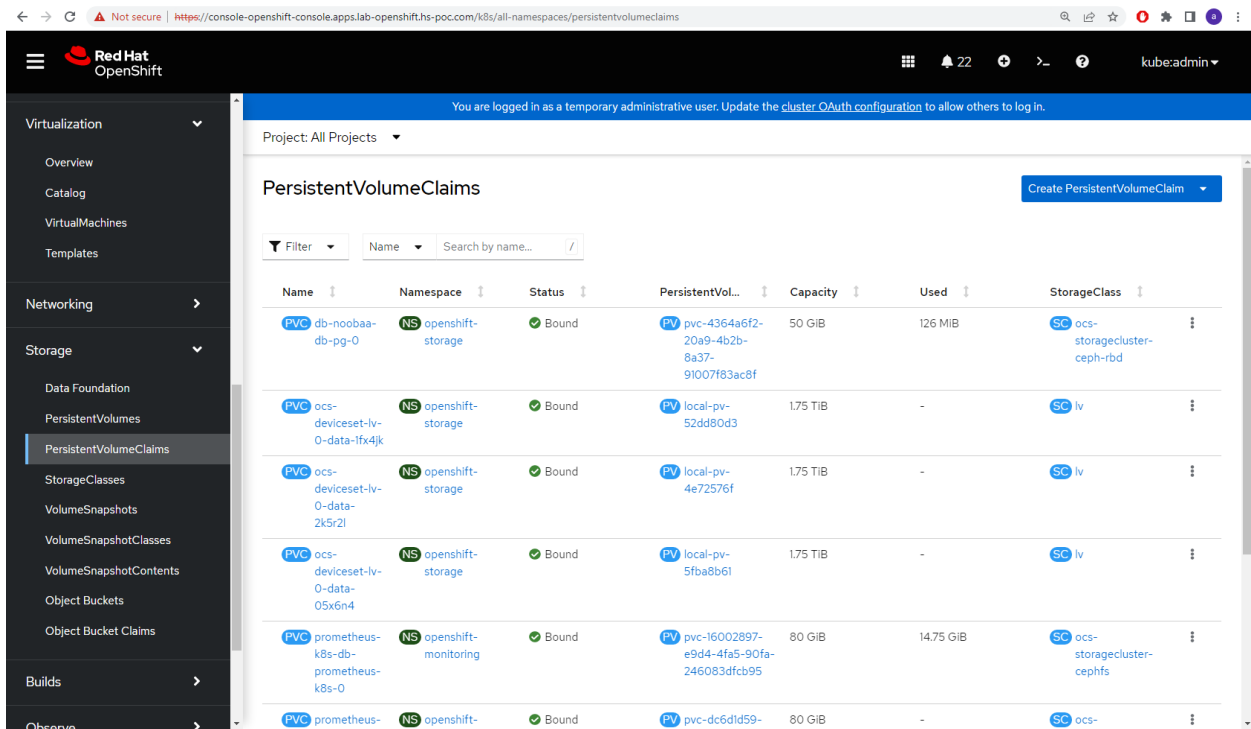 Not secure | https://console-openshift-console.apps.lab-openshift.hs-poc.com/k8s/all-namespaces/persistentvolumeclaims
a
Red Hat
OpenShift
22
kube:admin
You are logged in as a temporary administrative user. Update the cluster OAuth configuration to allow others to log in.
Project: All Projects
Virtualization
Overview
Catalog
VirtualMachines
Templates
Networking
Storage
Data Foundation
PersistentVolumes
PersistentVolumeClaims
StorageClasses
VolumeSnapshots
VolumeSnapshotClasses
VolumeSnapshotContents
Object Buckets
Object Bucket Claims
Builds
Observe
PersistentVolumeClaims
Create PersistentVolumeClaim
Filter Name Search by name... /
Name Namespace Status PersistentVol... Capacity Used StorageClass
PVC db-noobaa- NS openshift- Bound PV pvc-4364a6f2- 50 GiB 126 MiB SC ocs-
db-pg-0 storage 20a9-4b2b- storagecluster-
8a37- ceph-rbd
91007f83ac8f
PVC ocs- NS openshift- Bound PV local-pv- 1.75 TiB - SC lv
deviceset-lv- storage 52dd80d3
0-data-1fx4jk
PVC ocs- NS openshift- Bound PV local-pv- 1.75 TiB - SC lv
deviceset-lv- storage 4e72576f
0-data-
2k5r2l
PVC ocs- NS openshift- Bound PV local-pv- 1.75 TiB - SC lv
deviceset-lv- storage 5fba8b61
0-data-
05x6n4
PVC prometheus- NS openshift- Bound PV pvc-16002897- 80 GiB 14.75 GiB SC ocs-
k8s-db- monitoring e9d4-4fa5-90fa- storagecluster-
prometheus- 246083dfcb95 cephfs
k8s-0
PVC prometheus- NS openshift- Bound PV pvc-dc6d1d59- 80 GiB - SC ocs-